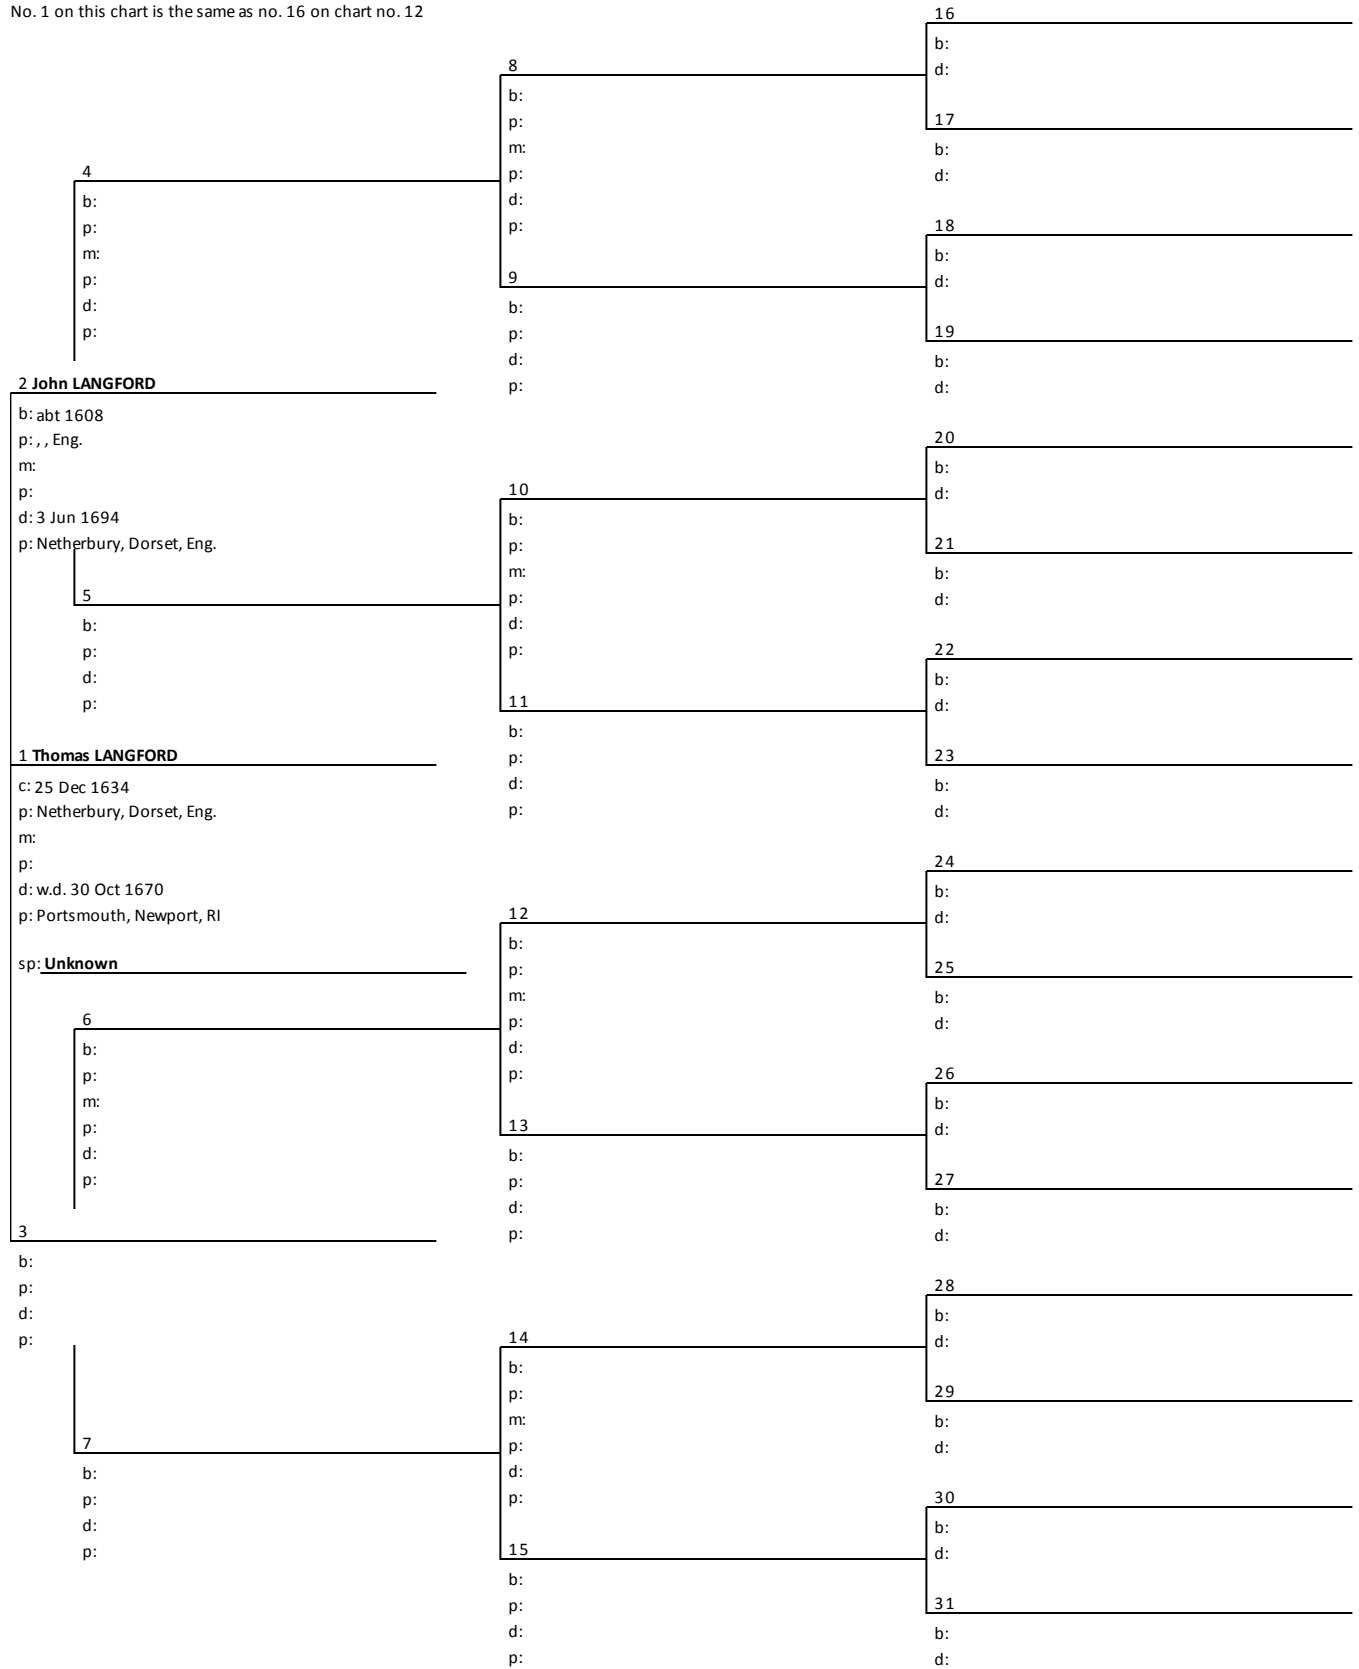 No. 1 on this chart is the same as no. 16 on chart no. 12
16
b:
d:
8
b:
p:
m:
p:
d:
p:
17
b:
d:
4
b:
p:
m:
p:
d:
p:
18
b:
d:
9
b:
p:
d:
p:
19
b:
d:
2 John LANGFORD
b: abt 1608
p: , , Eng.
m:
p:
d: 3 Jun 1694
p: Netherbury, Dorset, Eng.
20
b:
d:
10
b:
p:
m:
p:
d:
p:
21
b:
d:
5
b:
p:
d:
p:
22
b:
d:
11
b:
p:
d:
p:
23
b:
d:
1 Thomas LANGFORD
c: 25 Dec 1634
p: Netherbury, Dorset, Eng.
m:
p:
d: w.d. 30 Oct 1670
p: Portsmouth, Newport, RI
sp: Unknown
24
b:
d:
12
b:
p:
m:
p:
d:
p:
25
b:
d:
6
b:
p:
m:
p:
d:
p:
26
b:
d:
13
b:
p:
d:
p:
27
b:
d:
3
b:
p:
d:
p:
28
b:
d:
14
b:
p:
m:
p:
d:
p:
29
b:
d:
7
b:
p:
d:
p:
30
b:
d:
15
b:
p:
d:
p:
31
b:
d: